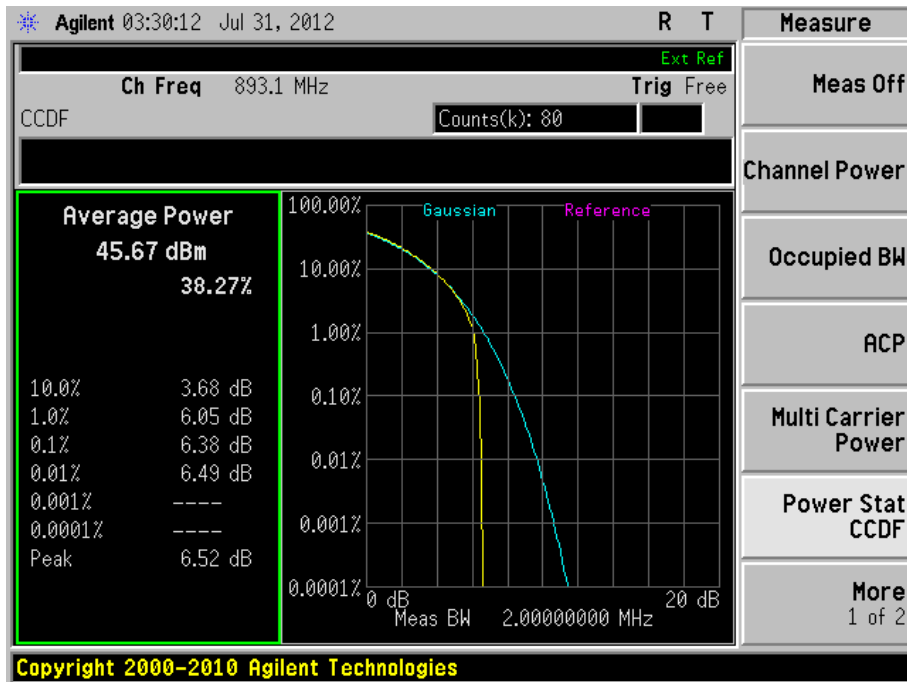 Agilent 03:30:12 Jul 31, 2012 R T
Measure
Ext Ref
Ch Freq 893.1 MHz Trig Free
CCDF Counts(k): 80
Meas Off
Channel Power
Occupied BW
ACP
Multi Carrier
Power
Power Stat
CCDF
More
1 of 2
Average Power
45.67 dBm
38.27%
10.0% 3.68 dB
1.0% 6.05 dB
0.1% 6.38 dB
0.01% 6.49 dB
0.001% ----
0.0001% ----
Peak 6.52 dB
Gaussian Reference
100.00%
10.00%
1.00%
0.10%
0.01%
0.001%
0.0001%
0 dB 20 dB
Meas BW 2.00000000 MHz
Copyright 2000-2010 Agilent Technologies